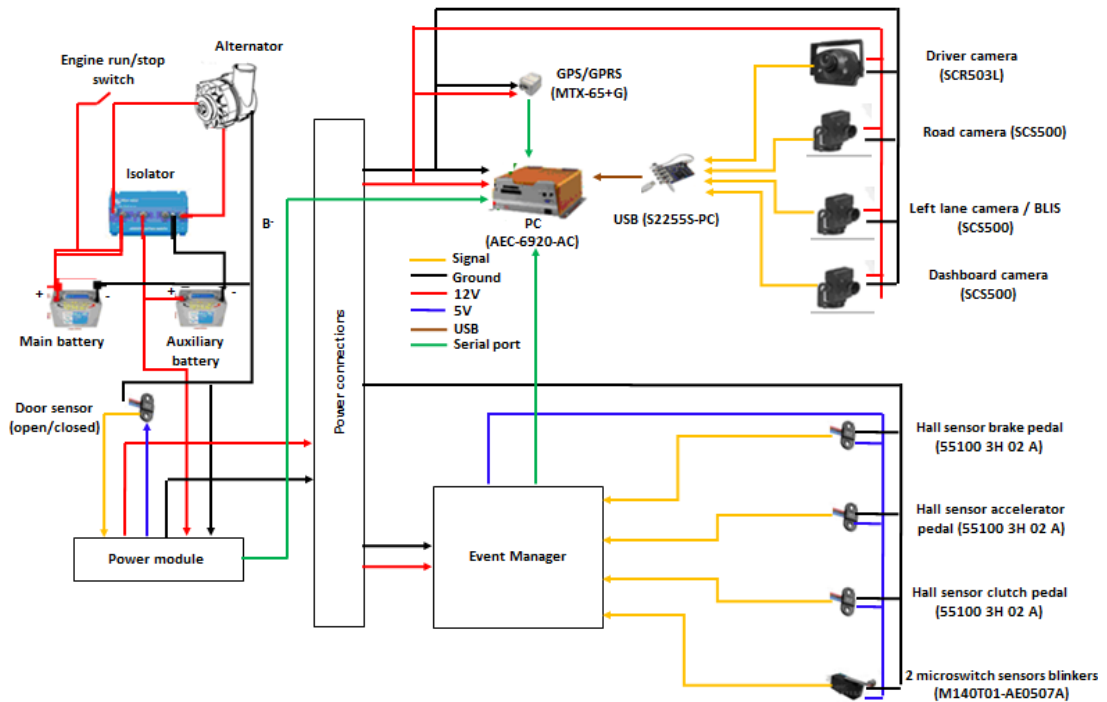 Alternator
Engine run/stop
switch
Isolator
B-
+
-
+
-
Main battery
Auxiliary
battery
Door sensor
(open/closed)
Power module
Power connections
GPS/GPRS
(MTX-65+G)
PC
(AEC-6920-AC)
USB (S2255S-PC)
Signal
Ground
12V
5V
USB
Serial port
Event Manager
Driver camera
(SCR503L)
Road camera (SCS500)
Left lane camera / BLIS
(SCS500)
Dashboard camera
(SCS500)
Hall sensor brake pedal
(55100 3H 02 A)
Hall sensor accelerator
pedal (55100 3H 02 A)
Hall sensor clutch pedal
(55100 3H 02 A)
2 microswitch sensors blinkers
(M140T01-AE0507A)